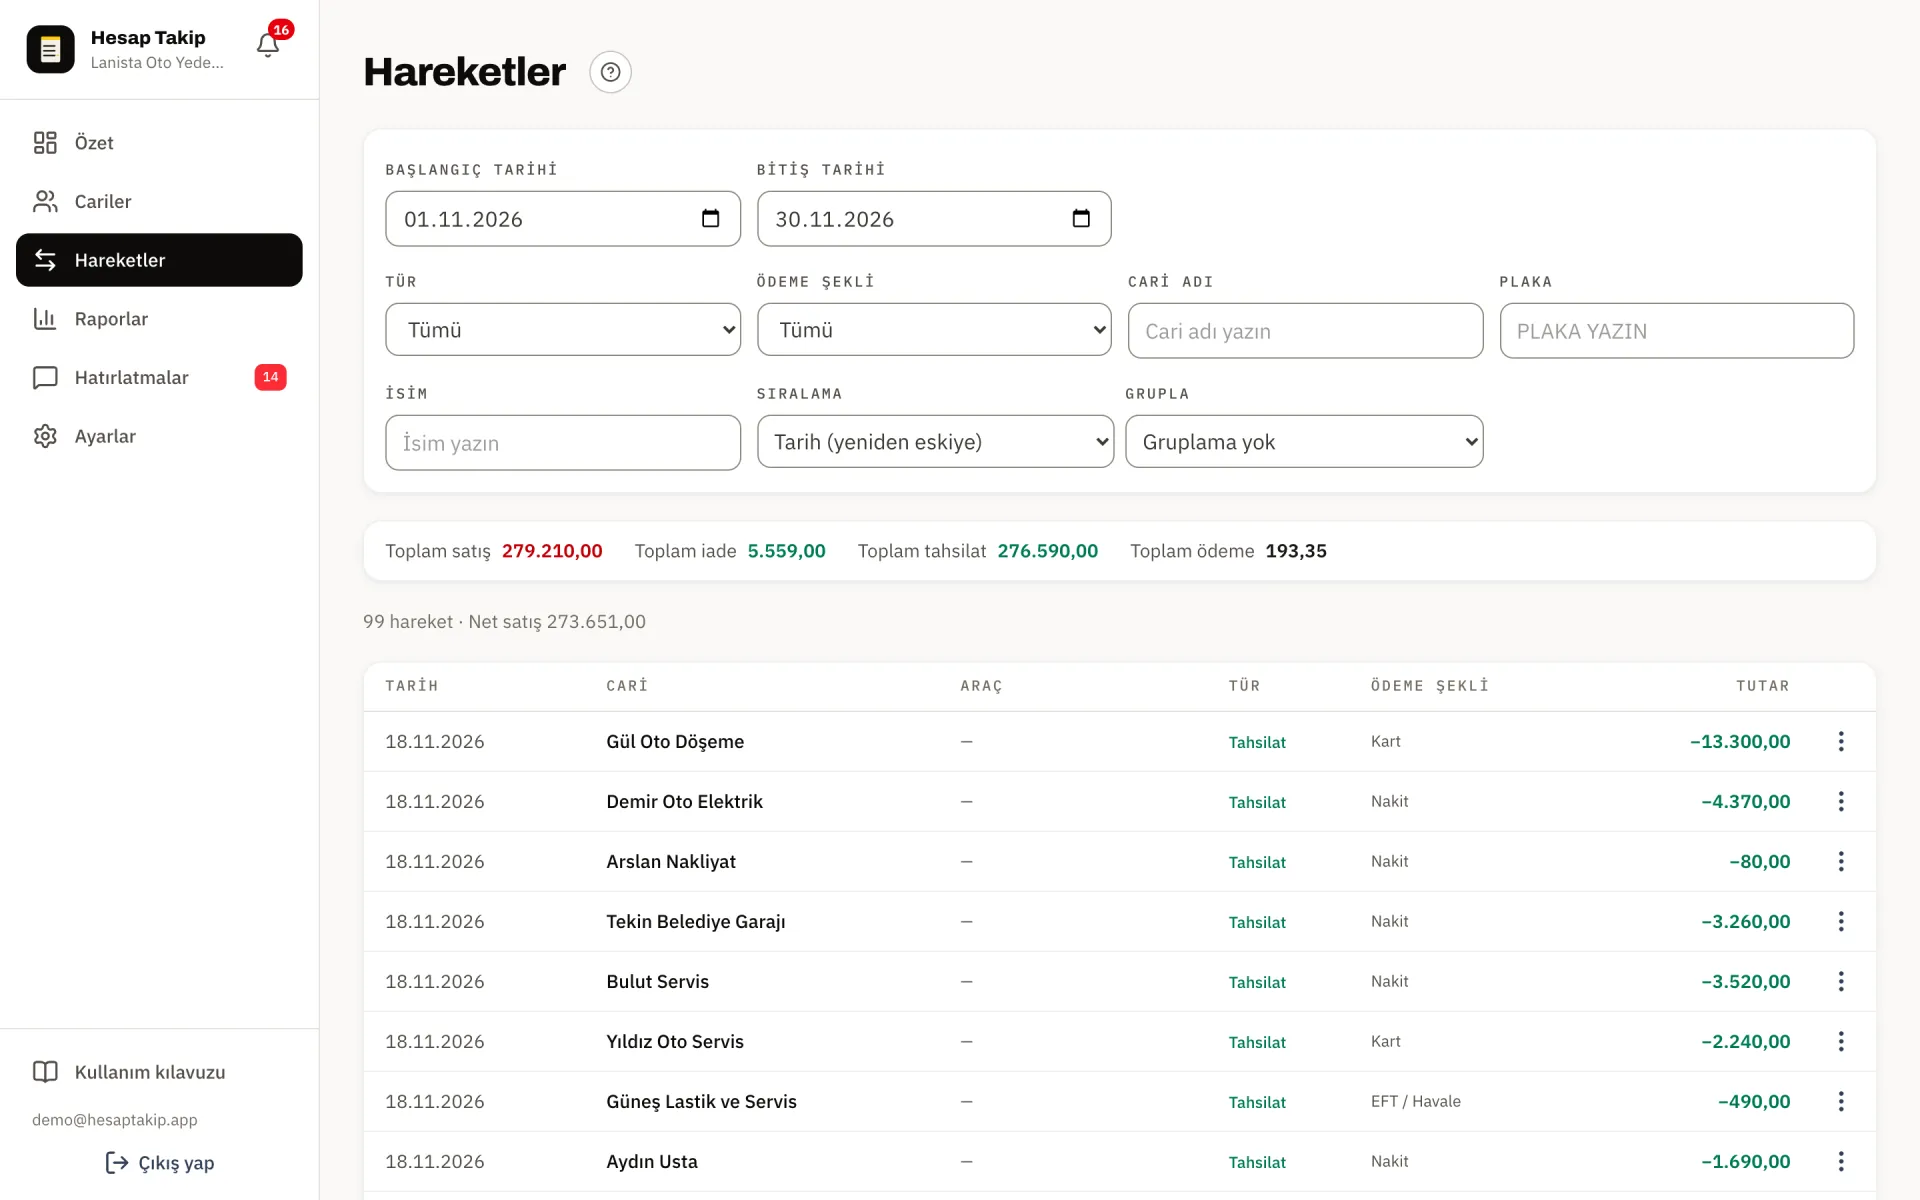 Hesap Takip
Lanista Oto Yede...
16
Özet
Cariler
Hareketler
Raporlar
Hatırlatmalar
14
Ayarlar
Kullanım kılavuzu
demo@hesaptakip.app
Çıkış yap
Hareketler
?
BAŞLANGIÇ TARİHİ
BİTİŞ TARİHİ
01.11.2026
30.11.2026
TÜR
ÖDEME ŞEKLİ
CARİ ADI
PLAKA
Tümü
Tümü
Cari adı yazın
PLAKA YAZIN
İSİM
SIRALAMA
GRUPLA
İsim yazın
Tarih (yeniden eskiye)
Gruplama yok
Toplam satış 279.210,00 Toplam iade 5.559,00 Toplam tahsilat 276.590,00 Toplam ödeme 193,35
99 hareket · Net satış 273.651,00
TARİH CARİ ARAÇ TÜR ÖDEME ŞEKLİ TUTAR
18.11.2026 Gül Oto Döşeme — Tahsilat Kart −13.300,00
18.11.2026 Demir Oto Elektrik — Tahsilat Nakit −4.370,00
18.11.2026 Arslan Nakliyat — Tahsilat Nakit −80,00
18.11.2026 Tekin Belediye Garajı — Tahsilat Nakit −3.260,00
18.11.2026 Bulut Servis — Tahsilat Nakit −3.520,00
18.11.2026 Yıldız Oto Servis — Tahsilat Kart −2.240,00
18.11.2026 Güneş Lastik ve Servis — Tahsilat EFT / Havale −490,00
18.11.2026 Aydın Usta — Tahsilat Nakit −1.690,00